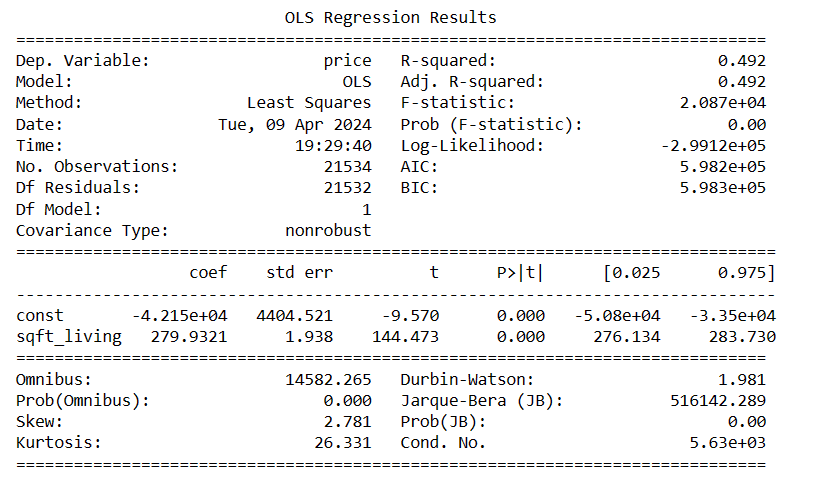 OLS Regression Results
==============================================================================
Dep. Variable:                  price   R-squared:                       0.492
Model:                            OLS   Adj. R-squared:                  0.492
Method:                 Least Squares   F-statistic:                 2.087e+04
Date:                Tue, 09 Apr 2024   Prob (F-statistic):               0.00
Time:                        19:29:40   Log-Likelihood:            -2.9912e+05
No. Observations:               21534   AIC:                         5.982e+05
Df Residuals:                   21532   BIC:                         5.983e+05
Df Model:                           1
Covariance Type:            nonrobust
===============================================================================
                  coef    std err          t      P>|t|      [0.025      0.975]
-------------------------------------------------------------------------------
const       -4.215e+04   4404.521     -9.570      0.000   -5.08e+04   -3.35e+04
sqft_living   279.9321      1.938    144.473      0.000     276.134     283.730
==============================================================================
Omnibus:                    14582.265   Durbin-Watson:                   1.981
Prob(Omnibus):                  0.000   Jarque-Bera (JB):           516142.289
Skew:                           2.781   Prob(JB):                         0.00
Kurtosis:                      26.331   Cond. No.                     5.63e+03
==============================================================================